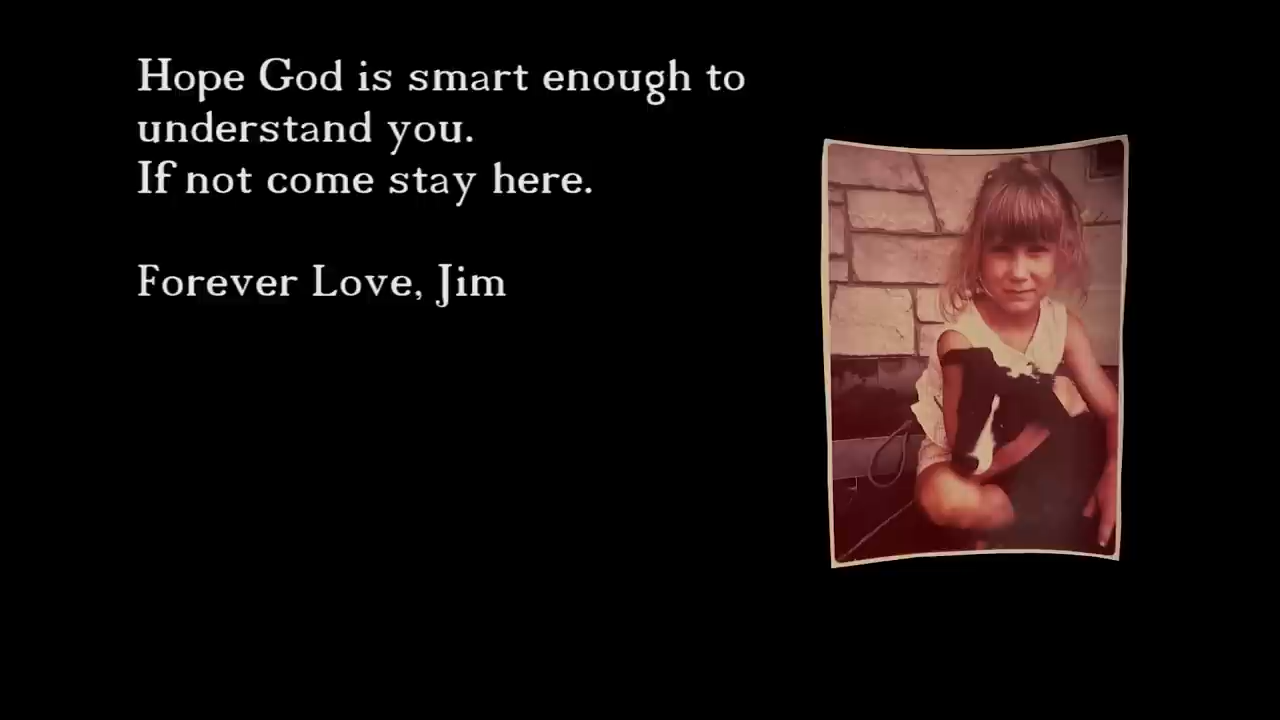 Hope God is smart enough to
understand you.
If not come stay here.
Forever Love, Jim